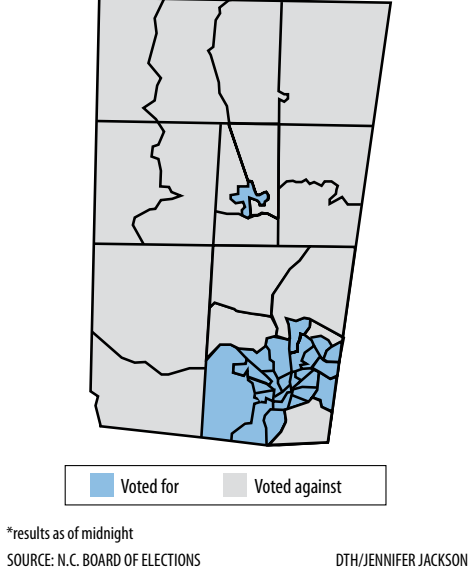 Voted for
Voted against
*results as of midnight
SOURCE: N.C. BOARD OF ELECTIONS
DTH/JENNIFER JACKSON